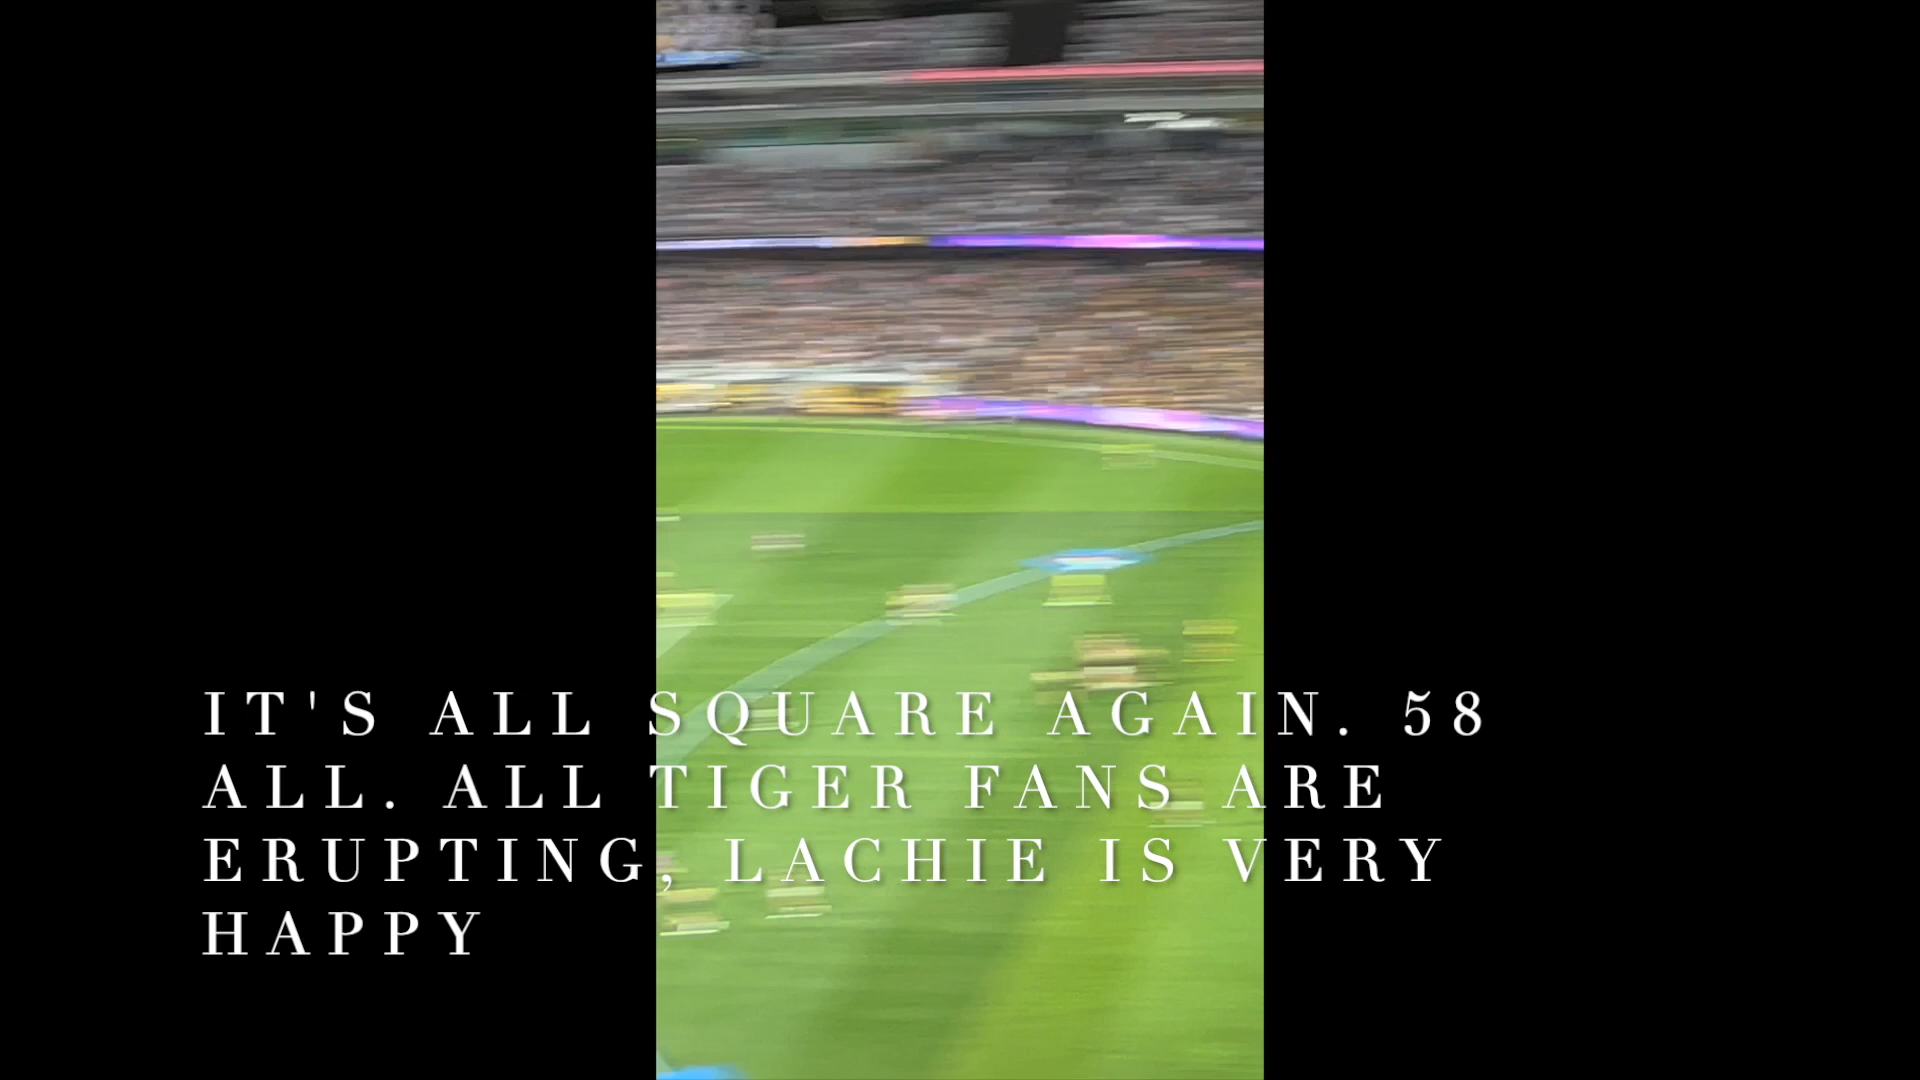 IT'S ALL SQUARE AGAIN. 58
ALL. ALL TIGER FANS ARE
ERUPTING, LACHIE IS VERY
HAPPY